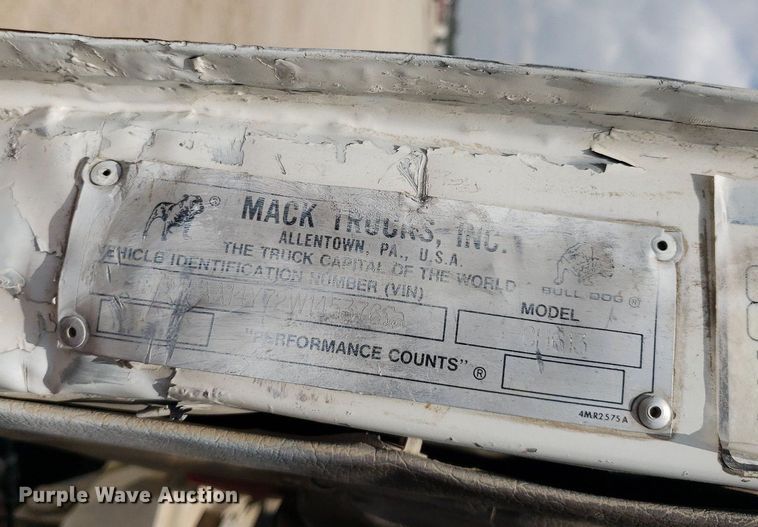 MACK TRUCKS, INC.
ALLENTOWN, PA., U.S.A.
THE TRUCK CAPITAL OF THE WORLD
VEHICLE IDENTIFICATION NUMBER (VIN)
BULL DOG ®
MODEL
"PERFORMANCE COUNTS" ®
4MR2575A
Purple Wave Auction